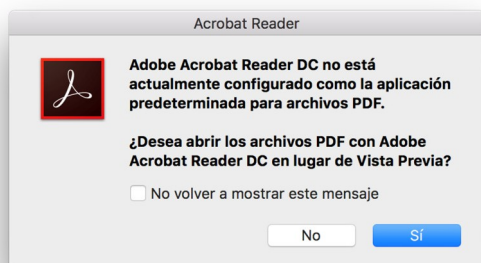 Acrobat Reader
Adobe Acrobat Reader DC no está
actualmente configurado como la aplicación
predeterminada para archivos PDF.
¿Desea abrir los archivos PDF con Adobe
Acrobat Reader DC en lugar de Vista Previa?
No volver a mostrar este mensaje
No
Sí